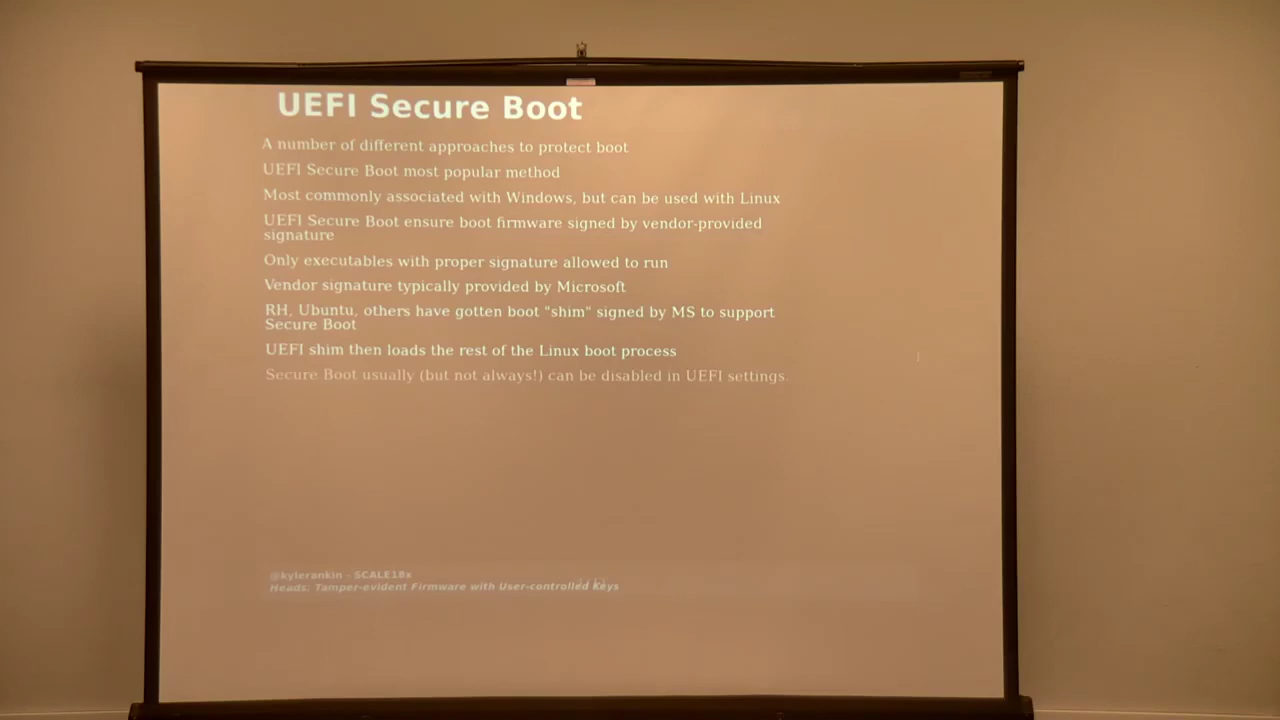 UEFI Secure Boot
A number of different approaches to protect boot
UEFI Secure Boot most popular method
Most commonly associated with Windows, but can be used with Linux
UEFI Secure Boot ensure boot firmware signed by vendor-provided
signature
Only executables with proper signature allowed to run
Vendor signature typically provided by Microsoft
RH, Ubuntu, others have gotten boot "shim" signed by MS to support
Secure Boot
UEFI shim then loads the rest of the Linux boot process
Secure Boot usually (but not always!) can be disabled in UEFI settings.
@kylerankin - SCALE18x
Heads: Tamper-evident Firmware with User-controlled Keys